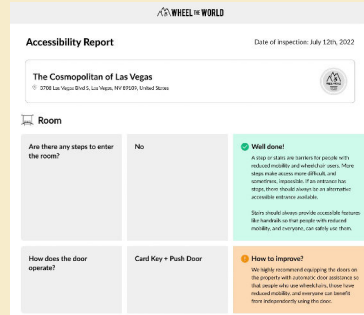 WHEEL THE WORLD
Accessibility Report
Date of inspection: July 12th, 2022
The Cosmopolitan of Las Vegas
3708 Las Vegas Blvd S, Las Vegas, NV 89109, United States
Room
Are there any steps to enter
the room?
No
Well done!
A step or stairs are barriers for people with
reduced mobility and wheelchair users. More
steps make access more difficult, and
sometimes, impossible. If an entrance has
steps, there should always be an alternative
accessible entrance available.
Stairs should always provide accessible features
like handrails so that people with reduced
mobility, and everyone, can safely use them.
How does the door
operate?
Card Key + Push Door
How to improve?
We highly recommend equipping the doors on
the property with automatic door assistance so
that people who use wheelchairs, those have
reduced mobility, and everyone can benefit
from independently using the door.